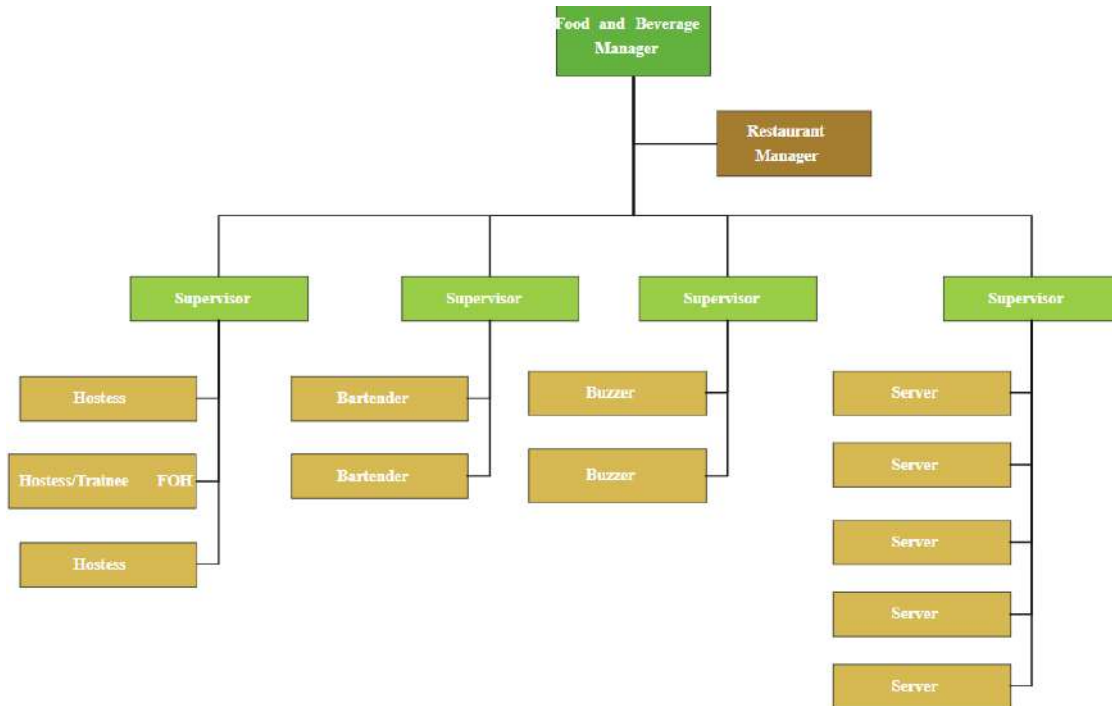 Food and Beverage
Manager
Restaurant
Manager
Supervisor
Supervisor
Supervisor
Supervisor
Hostess
Hostess/Trainee FOH
Hostess
Bartender
Bartender
Buzzer
Buzzer
Server
Server
Server
Server
Server